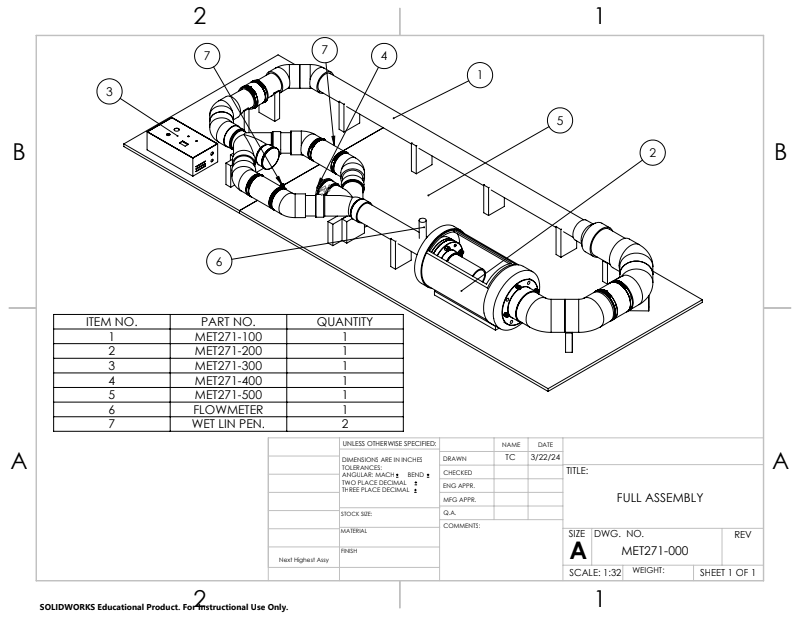 2 1
7 7 4
1
3
5
B B
2
6
ITEM NO. PART NO. QUANTITY
1 MET271-100 1
2 MET271-200 1
3 MET271-300 1
4 MET271-400 1
5 MET271-500 1
6 FLOWMETER 1
7 WET LIN PEN. 2
A A
UNLESS OTHERWISE SPECIFIED:
DIMENSIONS ARE IN INCHES
TOLERANCES:
ANGULAR: MACH ± BEND ±
TWO PLACE DECIMAL ±
THREE PLACE DECIMAL ±
STOCK SIZE:
MATERIAL
FINISH
Next Highest Assy
NAME DATE
DRAWN TC 3/22/24
CHECKED
ENG APPR.
MFG APPR.
Q.A.
COMMENTS:
TITLE:
FULL ASSEMBLY
SIZE DWG. NO. REV
A MET271-000
SCALE: 1:32 WEIGHT: SHEET 1 OF 1
2 1
SOLIDWORKS Educational Product. For Instructional Use Only.